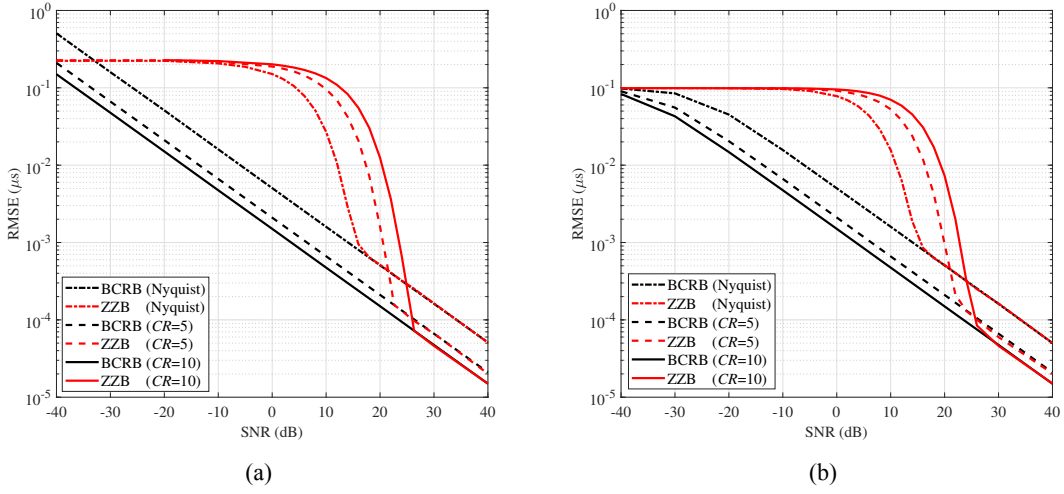 10^0
10^-1
10^-2
10^-3
10^-4
10^-5
RMSE (μs)
BCRB (Nyquist)
ZZB (Nyquist)
BCRB (CR=5)
ZZB (CR=5)
BCRB (CR=10)
ZZB (CR=10)
-40 -30 -20 -10 0 10 20 30 40
SNR (dB)
(a)
10^0
10^-1
10^-2
10^-3
10^-4
10^-5
RMSE (μs)
BCRB (Nyquist)
ZZB (Nyquist)
BCRB (CR=5)
ZZB (CR=5)
BCRB (CR=10)
ZZB (CR=10)
-40 -30 -20 -10 0 10 20 30 40
SNR (dB)
(b)